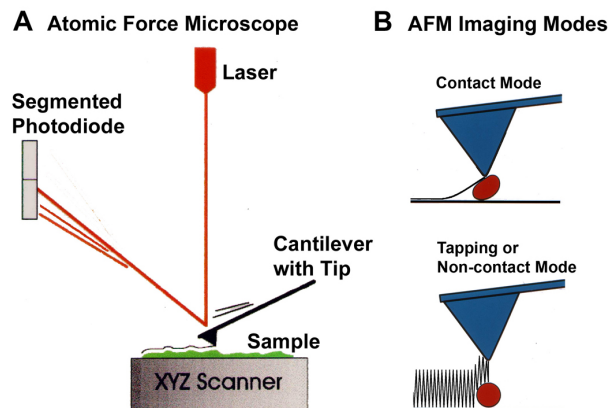 A Atomic Force Microscope
Laser
Segmented
Photodiode
Cantilever
with Tip
Sample
XYZ Scanner
B AFM Imaging Modes
Contact Mode
Tapping or
Non-contact Mode